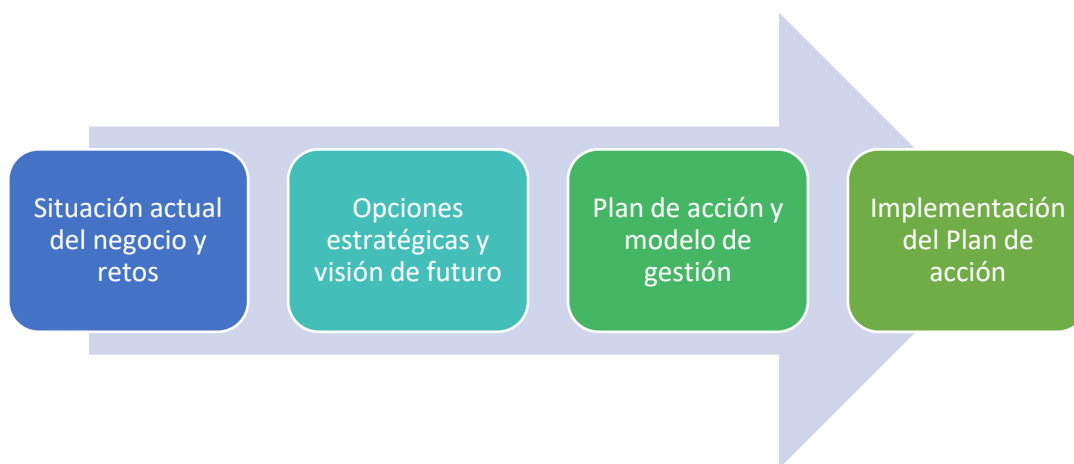 Situación actual
del negocio y
retos
Opciones
estratégicas y
visión de futuro
Plan de acción y
modelo de
gestión
Implementación
del Plan de
acción